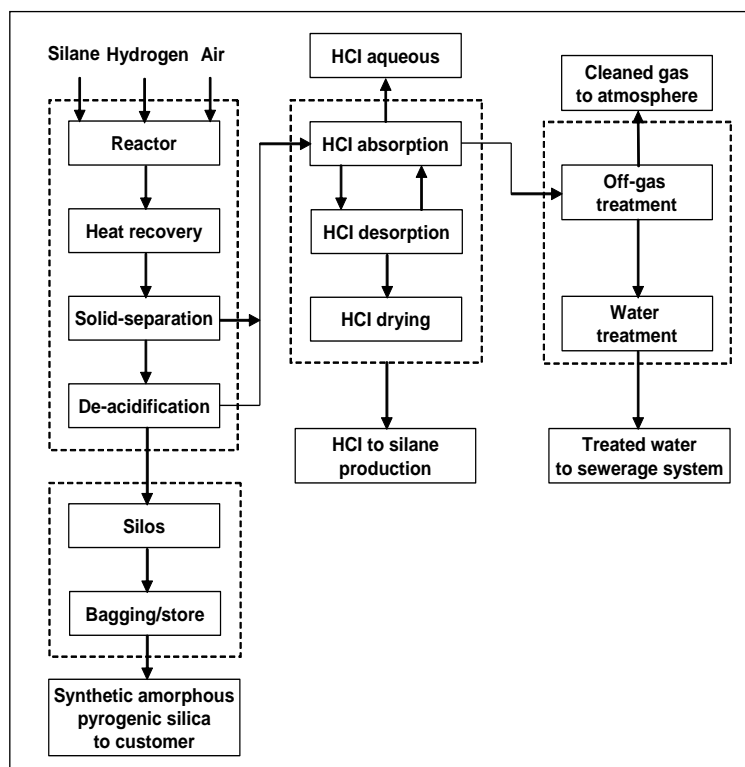 Silane Hydrogen Air
Reactor
Heat recovery
Solid-separation
De-acidification
Silos
Bagging/store
Synthetic amorphous
pyrogenic silica
to customer
HCl aqueous
HCl absorption
HCl desorption
HCl drying
HCl to silane
production
Cleaned gas
to atmosphere
Off-gas
treatment
Water
treatment
Treated water
to sewerage system